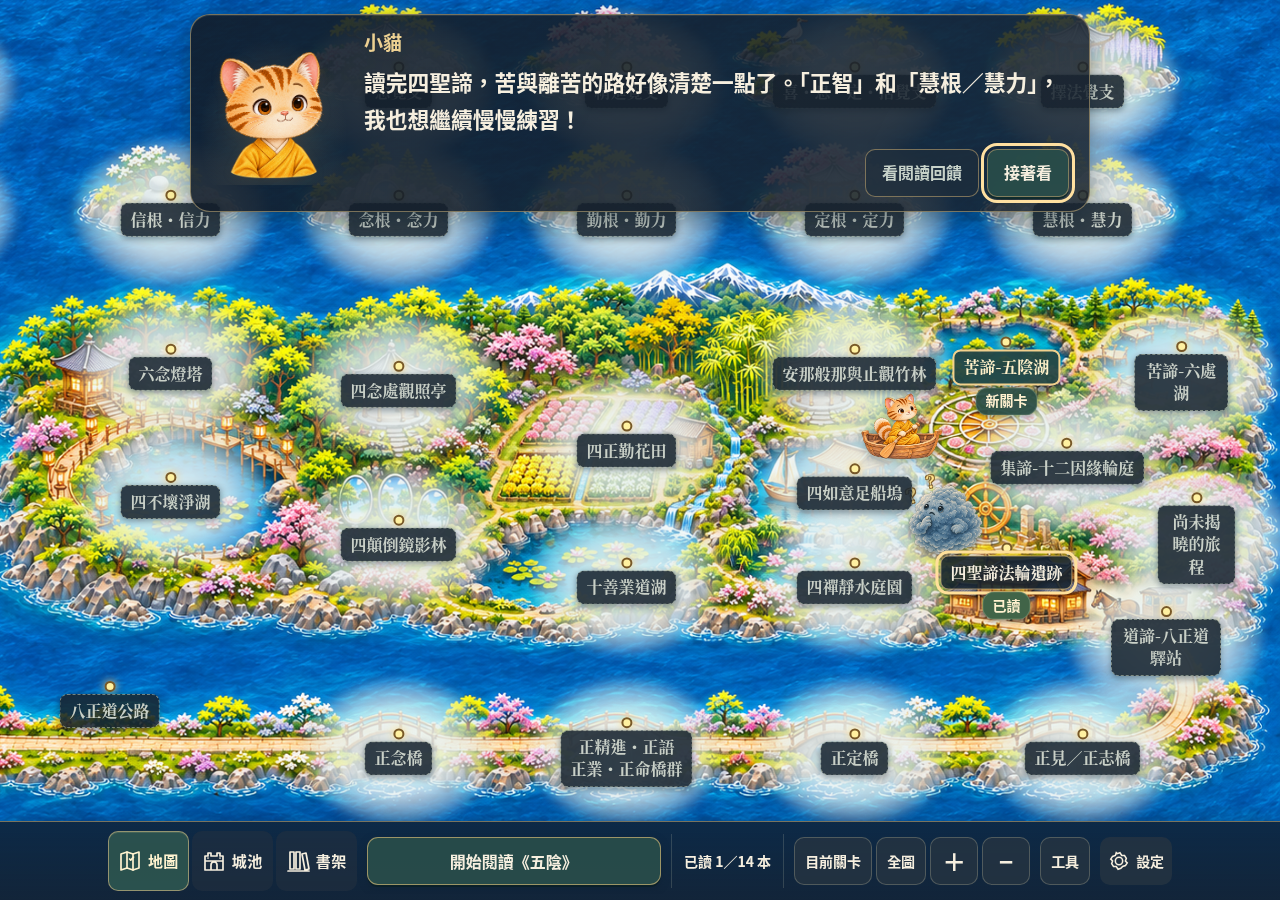 小貓
讀完四聖諦，苦與離苦的路好像清楚一點了。「正智」和「慧根／慧力」，
我也想繼續慢慢練習！
看閱讀回饋
接著看
擇法覺支
信根・信力
念根・念力
勤根・勤力
定根・定力
慧根・慧力
六念燈塔
四念處觀照亭
安那般那與止觀竹林
苦諦-五陰湖
新關卡
苦諦-六處
湖
四正勤花田
集諦-十二因緣輪庭
四不壞淨湖
四如意足船塢
尚未揭
曉的旅
程
四顛倒鏡影林
十善業道湖
四禪靜水庭園
四聖諦法輪遺跡
已讀
道諦-八正道
驛站
八正道公路
正念橋
正精進・正語
正業・正命橋群
正定橋
正見／正志橋
地圖
城池
書架
開始閱讀《五陰》
已讀 1／14 本
目前關卡
全圖
+
−
工具
設定